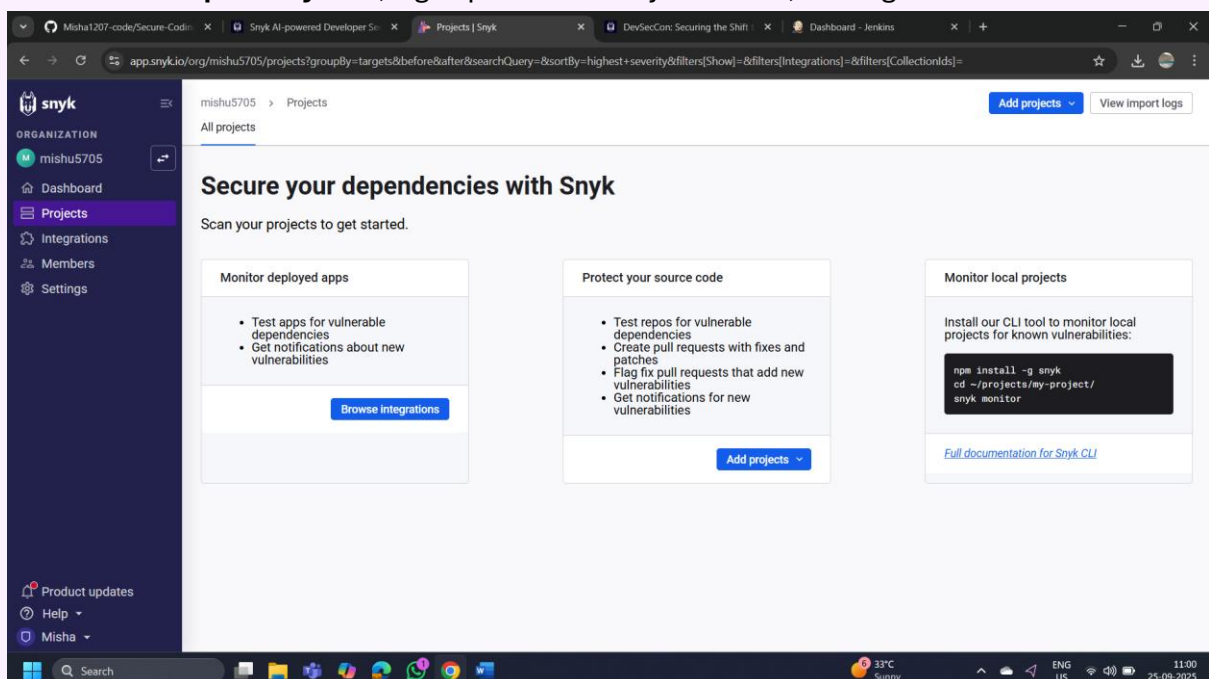 Misha1207-code/Secure-Codin
Snyk AI-powered Developer Se
Projects | Snyk
DevSecCon: Securing the Shift
Dashboard - Jenkins
app.snyk.io/org/mishu5705/projects?groupBy=targets&before&after&searchQuery=&sortBy=highest+severity&filters[Show]=&filters[Integrations]=&filters[CollectionIds]=
snyk
ORGANIZATION
M mishu5705
Dashboard
Projects
Integrations
Members
Settings
Product updates
Help
Misha
mishu5705 > Projects
All projects
Add projects
View import logs
Secure your dependencies with Snyk
Scan your projects to get started.
Monitor deployed apps
• Test apps for vulnerable
dependencies
• Get notifications about new
vulnerabilities
Browse integrations
Protect your source code
• Test repos for vulnerable
dependencies
• Create pull requests with fixes and
patches
• Flag fix pull requests that add new
vulnerabilities
• Get notifications for new
vulnerabilities
Add projects
Monitor local projects
Install our CLI tool to monitor local
projects for known vulnerabilities:
npm install -g snyk
cd ~/projects/my-project/
snyk monitor
Full documentation for Snyk CLI
Search
6
33°C
Sunny
1
ENG
US
11:00
25-09-2025